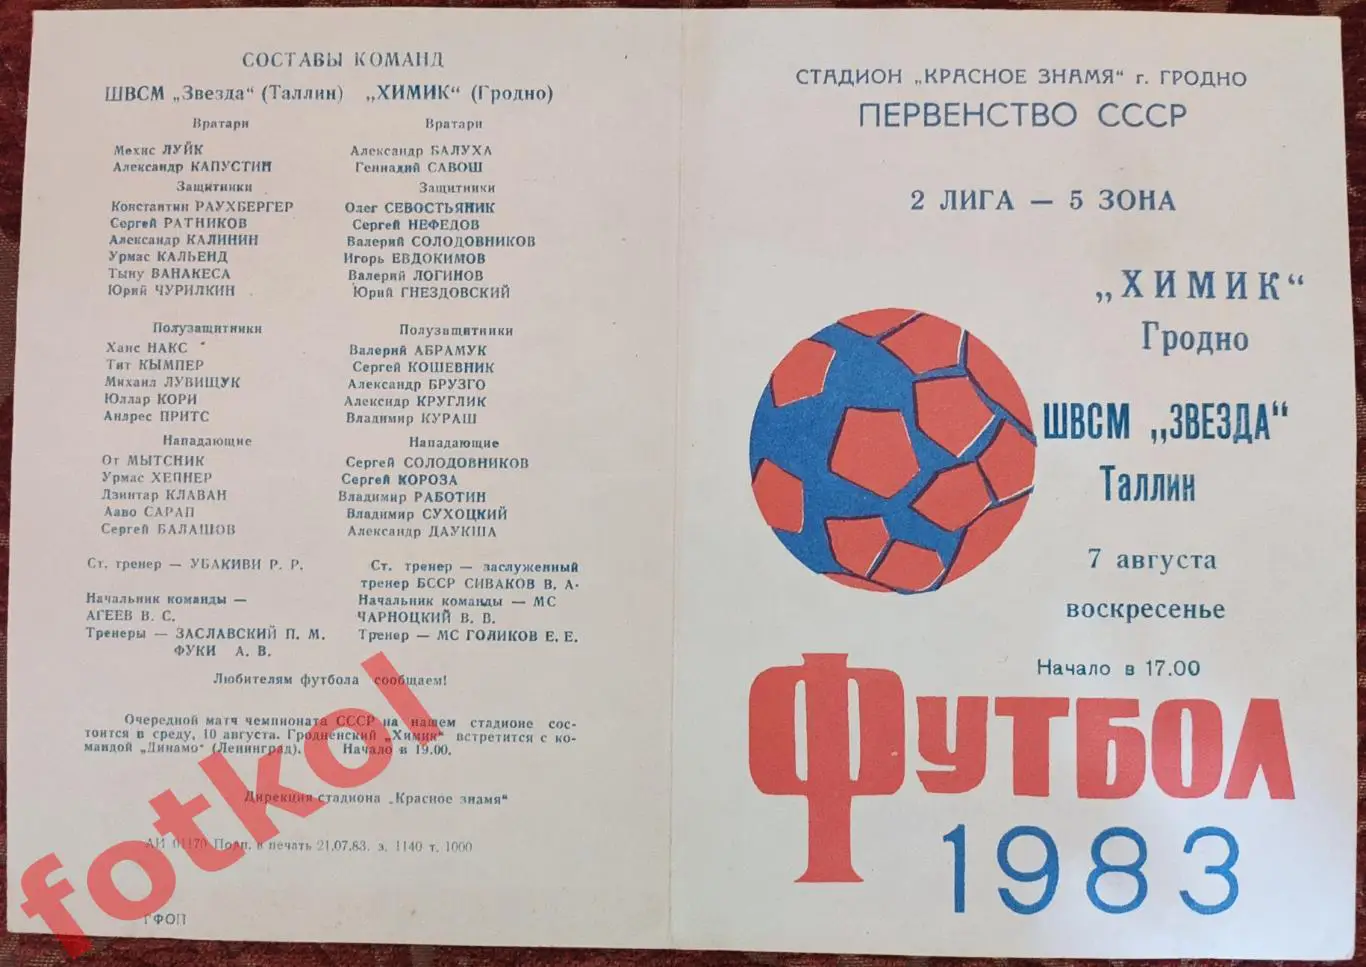 СОСТАВЫ КОМАНД
ШВСМ „Звезда“ (Таллин) „ХИМИК“ (Гродно)
Вратари Вратари
Мехис ЛУЙК Александр БАЛУХА
Александр КАПУСТИН Геннадий САВОШ
Защитники Защитники
Константин РАУХБЕРГЕР Олег СЕВОСТЬЯНИК
Сергей РАТНИКОВ Сергей НЕФЕДОВ
Александр КАЛИНИН Валерий СОЛОДОВНИКОВ
Урмас КАЛЬЕНД Игорь ЕВДОКИМОВ
Тыну ВАНАКЕСА Валерий ЛОГИНОВ
Юрий ЧУРИЛКИН Юрий ГНЕЗДОВСКИЙ
Полузащитники Полузащитники
Ханс НАКС Валерий АБРАМУК
Тит КЫМПЕР Сергей КОШЕВНИК
Михаил ЛУВИЩУК Александр БРУЗГО
Юллар КОРИ Александр КРУГЛИК
Андрес ПРИТС Владимир КУРАШ
Нападающие Нападающие
От МЫТСНИК Сергей СОЛОДОВНИКОВ
Урмас ХЕПНЕР Сергей КОРОЗА
Дзинтар КЛАВАН Владимир РАБОТИН
Ааво САРАП Владимир СУХОЦКИЙ
Сергей БАЛАШОВ Александр ДАУКША
Ст. тренер — УБАКИВИ Р. Р. Ст. тренер — заслуженный
тренер БССР СИВАКОВ В. А.
Начальник команды — Начальник команды — МС
АГЕЕВ В. С. ЧАРНОЦКИЙ В. В.
Тренеры — ЗАСЛАВСКИЙ П. М. Тренер — МС ГОЛИКОВ Е. Е.
ФУКИ А. В.
Любителям футбола сообщаем!
Очередной матч чемпионата СССР на нашем стадионе сос-
тоится в среду, 10 августа. Гродненский „Химик“ встретится с ко-
мандой „Динамо“ (Ленинград). Начало в 19.00.
Дирекция стадиона „Красное знамя“
АИ 01170 Подп. в печать 21.07.83. з. 1140 т. 1000
ГФОП
СТАДИОН „КРАСНОЕ ЗНАМЯ“ г. ГРОДНО
ПЕРВЕНСТВО СССР
2 ЛИГА — 5 ЗОНА
„ХИМИК“
Гродно
ШВСМ „ЗВЕЗДА“
Таллин
7 августа
воскресенье
Начало в 17.00
ФУТБОЛ
1983
fotkol